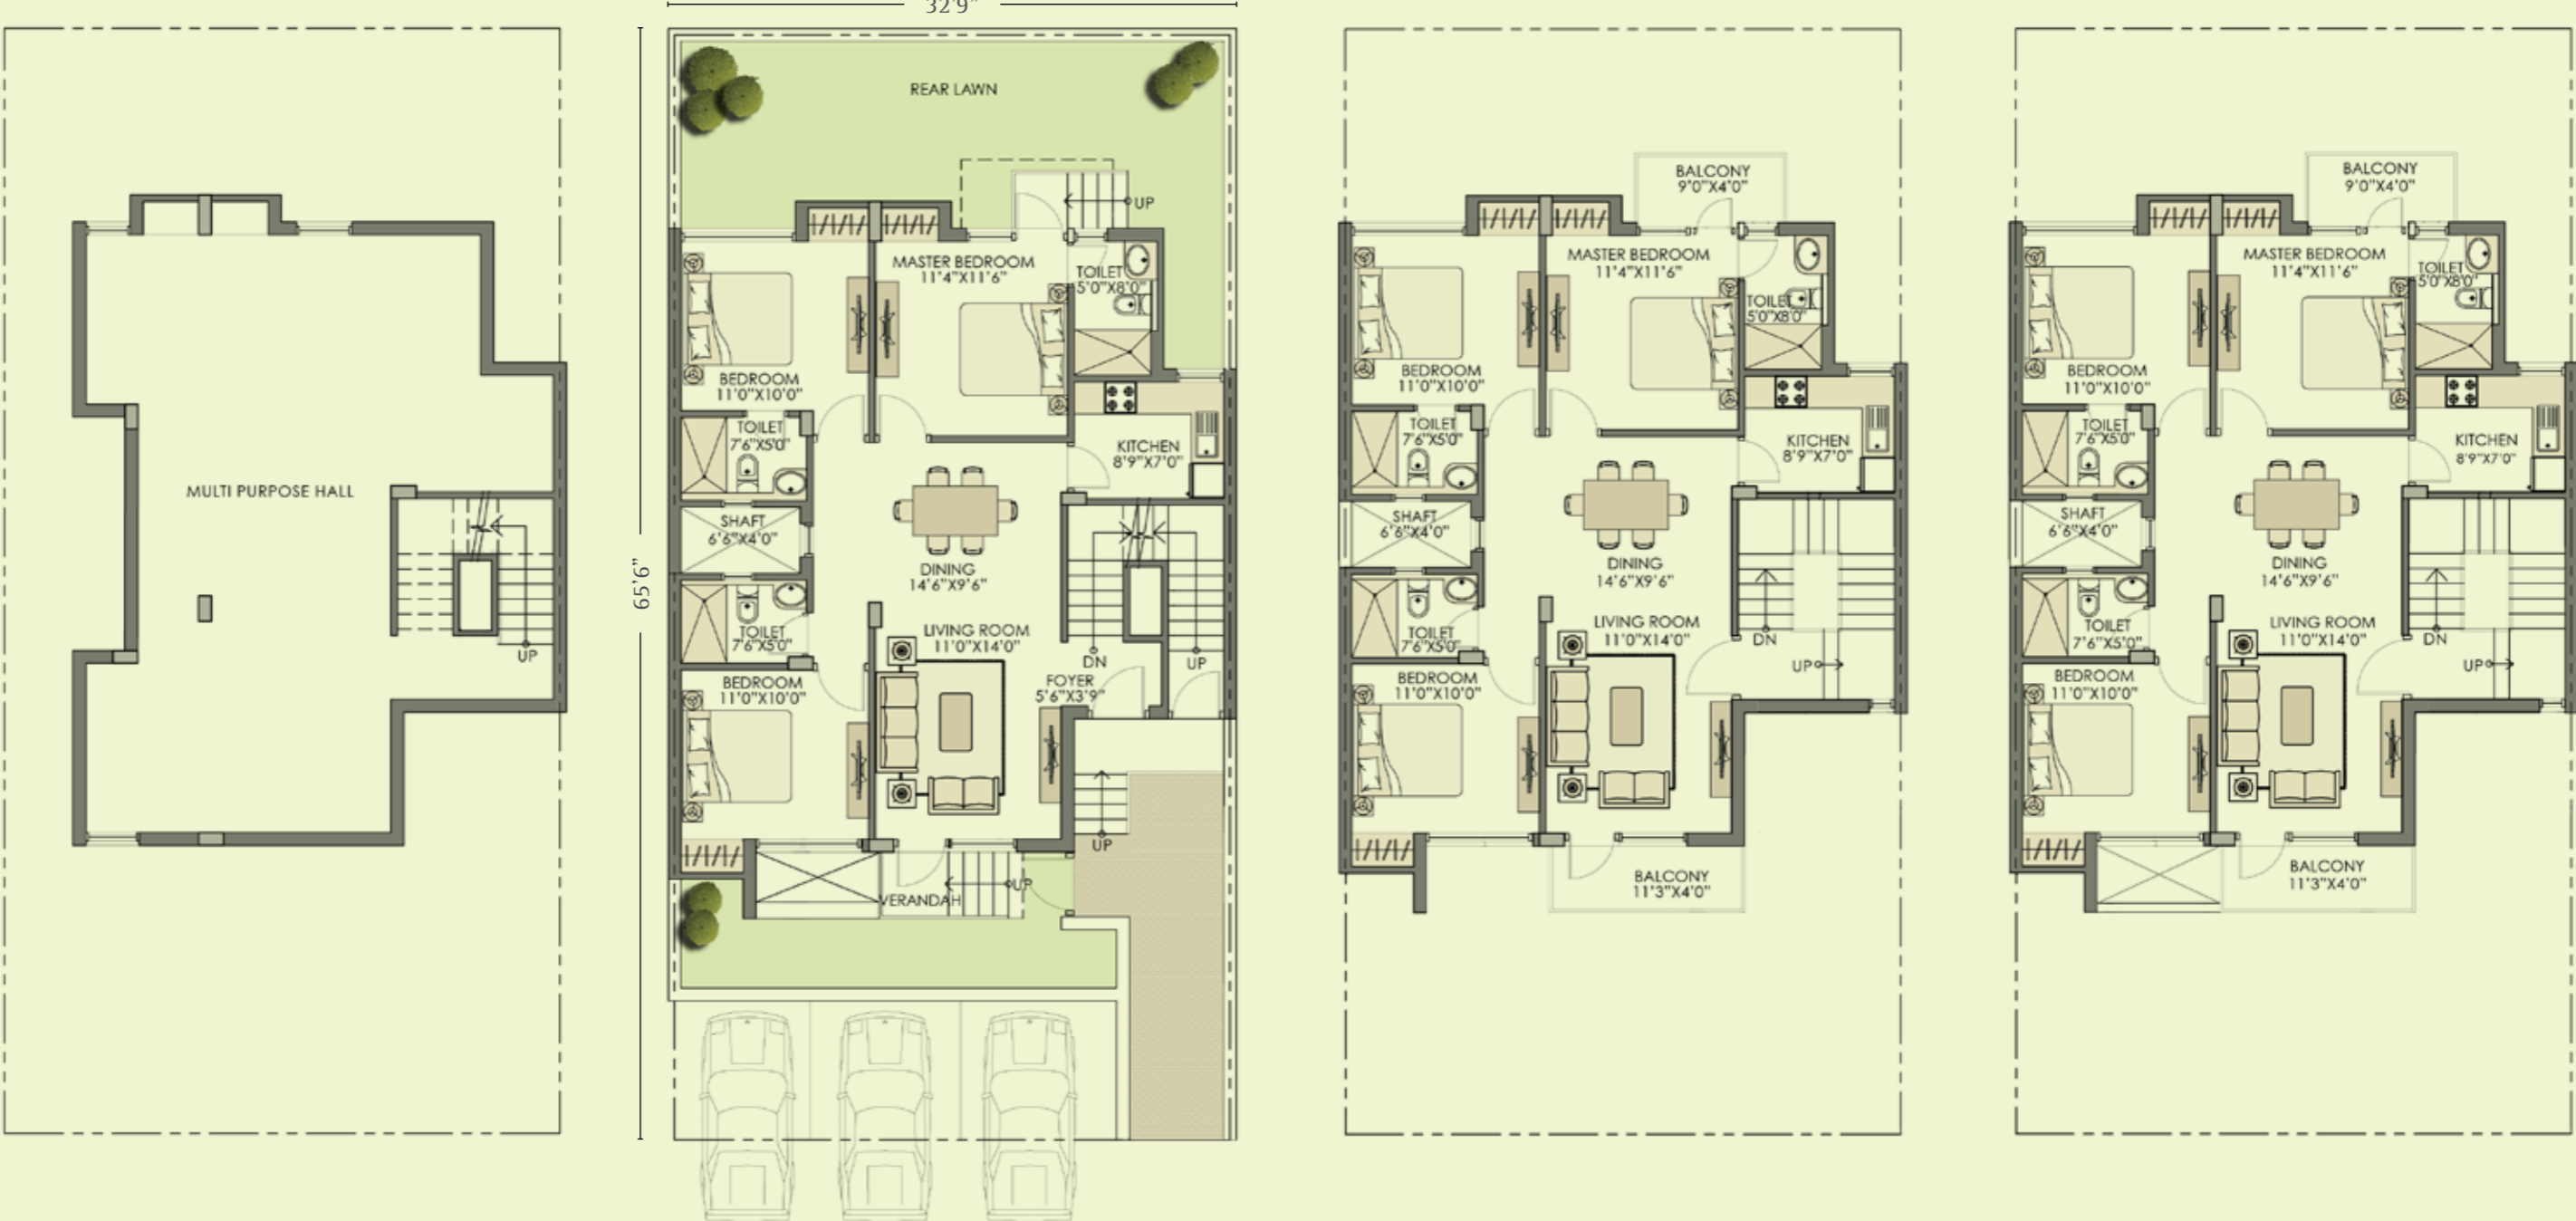 MULTI PURPOSE HALL
UP
32'9"
65'6"
REAR LAWN
UP
MASTER BEDROOM
11'4"X11'6"
TOILET
5'0"X8'0"
BEDROOM
11'0"X10'0"
TOILET
7'6"X5'0"
KITCHEN
8'9"X7'0"
SHAFT
6'6"X4'0"
DINING
14'6"X9'6"
TOILET
7'6"X5'0"
LIVING ROOM
11'0"X14'0"
DN
UP
BEDROOM
11'0"X10'0"
FOYER
5'6"X3'9"
UP
UP
VERANDAH
BALCONY
9'0"X4'0"
MASTER BEDROOM
11'4"X11'6"
TOILET
5'0"X8'0"
BEDROOM
11'0"X10'0"
TOILET
7'6"X5'0"
KITCHEN
8'9"X7'0"
SHAFT
6'6"X4'0"
DINING
14'6"X9'6"
TOILET
7'6"X5'0"
LIVING ROOM
11'0"X14'0"
DN
UP
BEDROOM
11'0"X10'0"
BALCONY
11'3"X4'0"
BALCONY
9'0"X4'0"
MASTER BEDROOM
11'4"X11'6"
TOILET
5'0"X8'0"
BEDROOM
11'0"X10'0"
TOILET
7'6"X5'0"
KITCHEN
8'9"X7'0"
SHAFT
6'6"X4'0"
DINING
14'6"X9'6"
TOILET
7'6"X5'0"
LIVING ROOM
11'0"X14'0"
DN
UP
BEDROOM
11'0"X10'0"
BALCONY
11'3"X4'0"